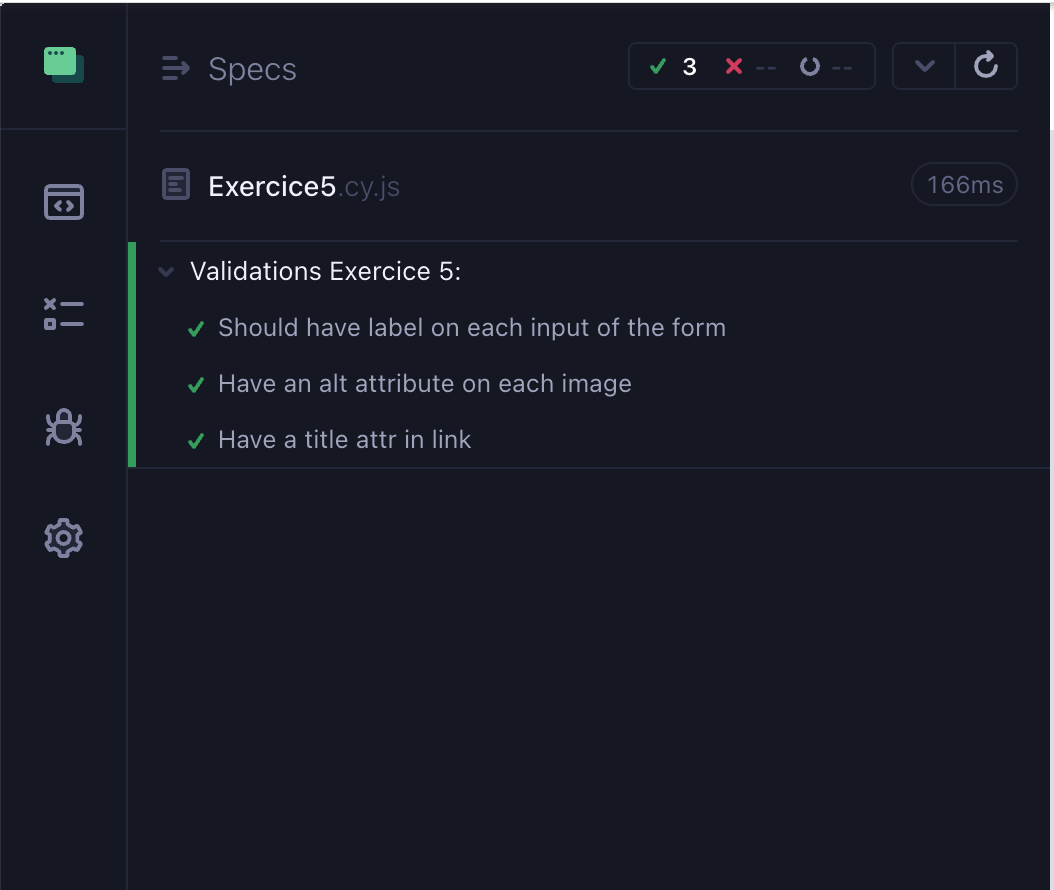 Specs
3 -- --
Exercice5.cy.js
166ms
Validations Exercice 5:
Should have label on each input of the form
Have an alt attribute on each image
Have a title attr in link